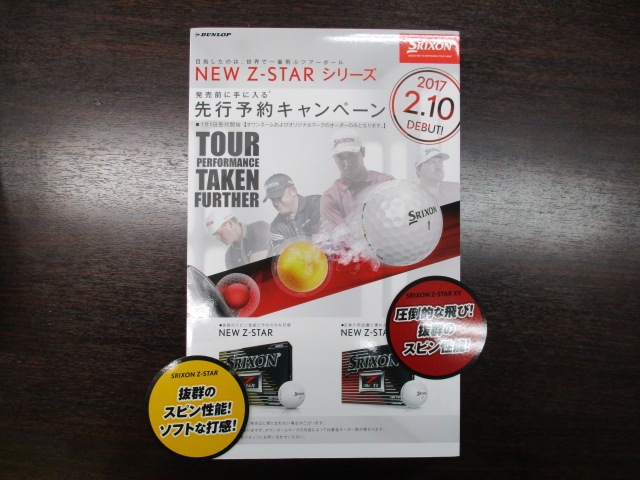 DUNLOP
SRIXON
目指したのは、世界で一番飛ぶツアーボール
NEW Z-STAR シリーズ
発売前に手に入る
先行予約キャンペーン
2017
2.10
DEBUT!
TOUR
PERFORMANCE
TAKEN
FURTHER
SRIXON
1
SRIXON Z-STAR XV
圧倒的な飛び!
抜群の
スピン性能!
NEW Z-STAR
NEW Z-STAR
SRIXON
SRIXON
SRIXON Z-STAR
抜群の
スピン性能!
ソフトな打感!